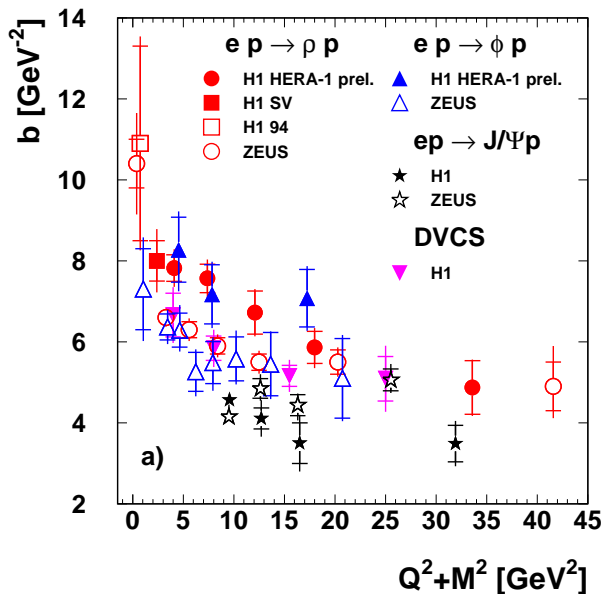 b [GeV⁻²]
14
12
10
8
6
4
2
e p → ρ p
H1 HERA-1 prel.
H1 SV
H1 94
ZEUS
e p → ϕ p
H1 HERA-1 prel.
ZEUS
ep → J/Ψp
H1
ZEUS
DVCS
H1
a)
0 5 10 15 20 25 30 35 40 45
Q²+M² [GeV²]